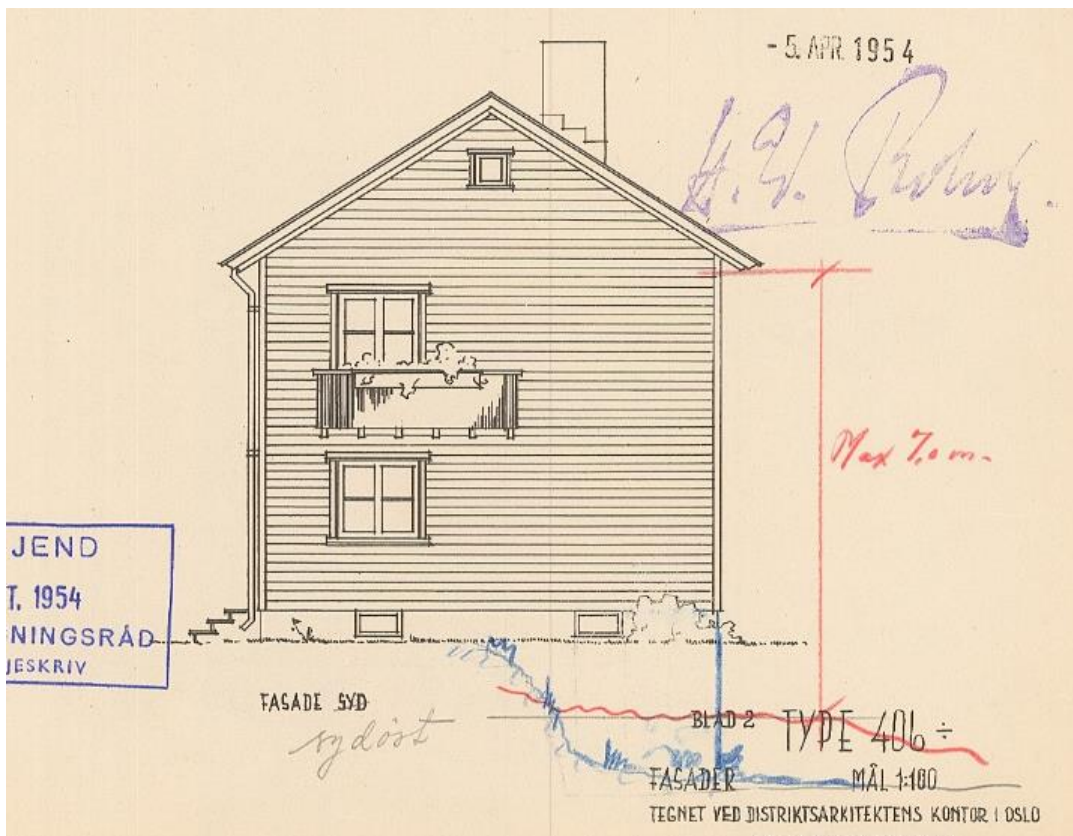 - 5. APR. 1954
H. W.
Max 7,0 m.
JEND
T. 1954
NINGSRÅD
JESKRIV
FASADE SYD
sydöst
BLAD 2 TYPE 406 ÷
FASADER MÅL 1:100
TEGNET VED DISTRIKTSARKITEKTENS KONTOR I OSLO